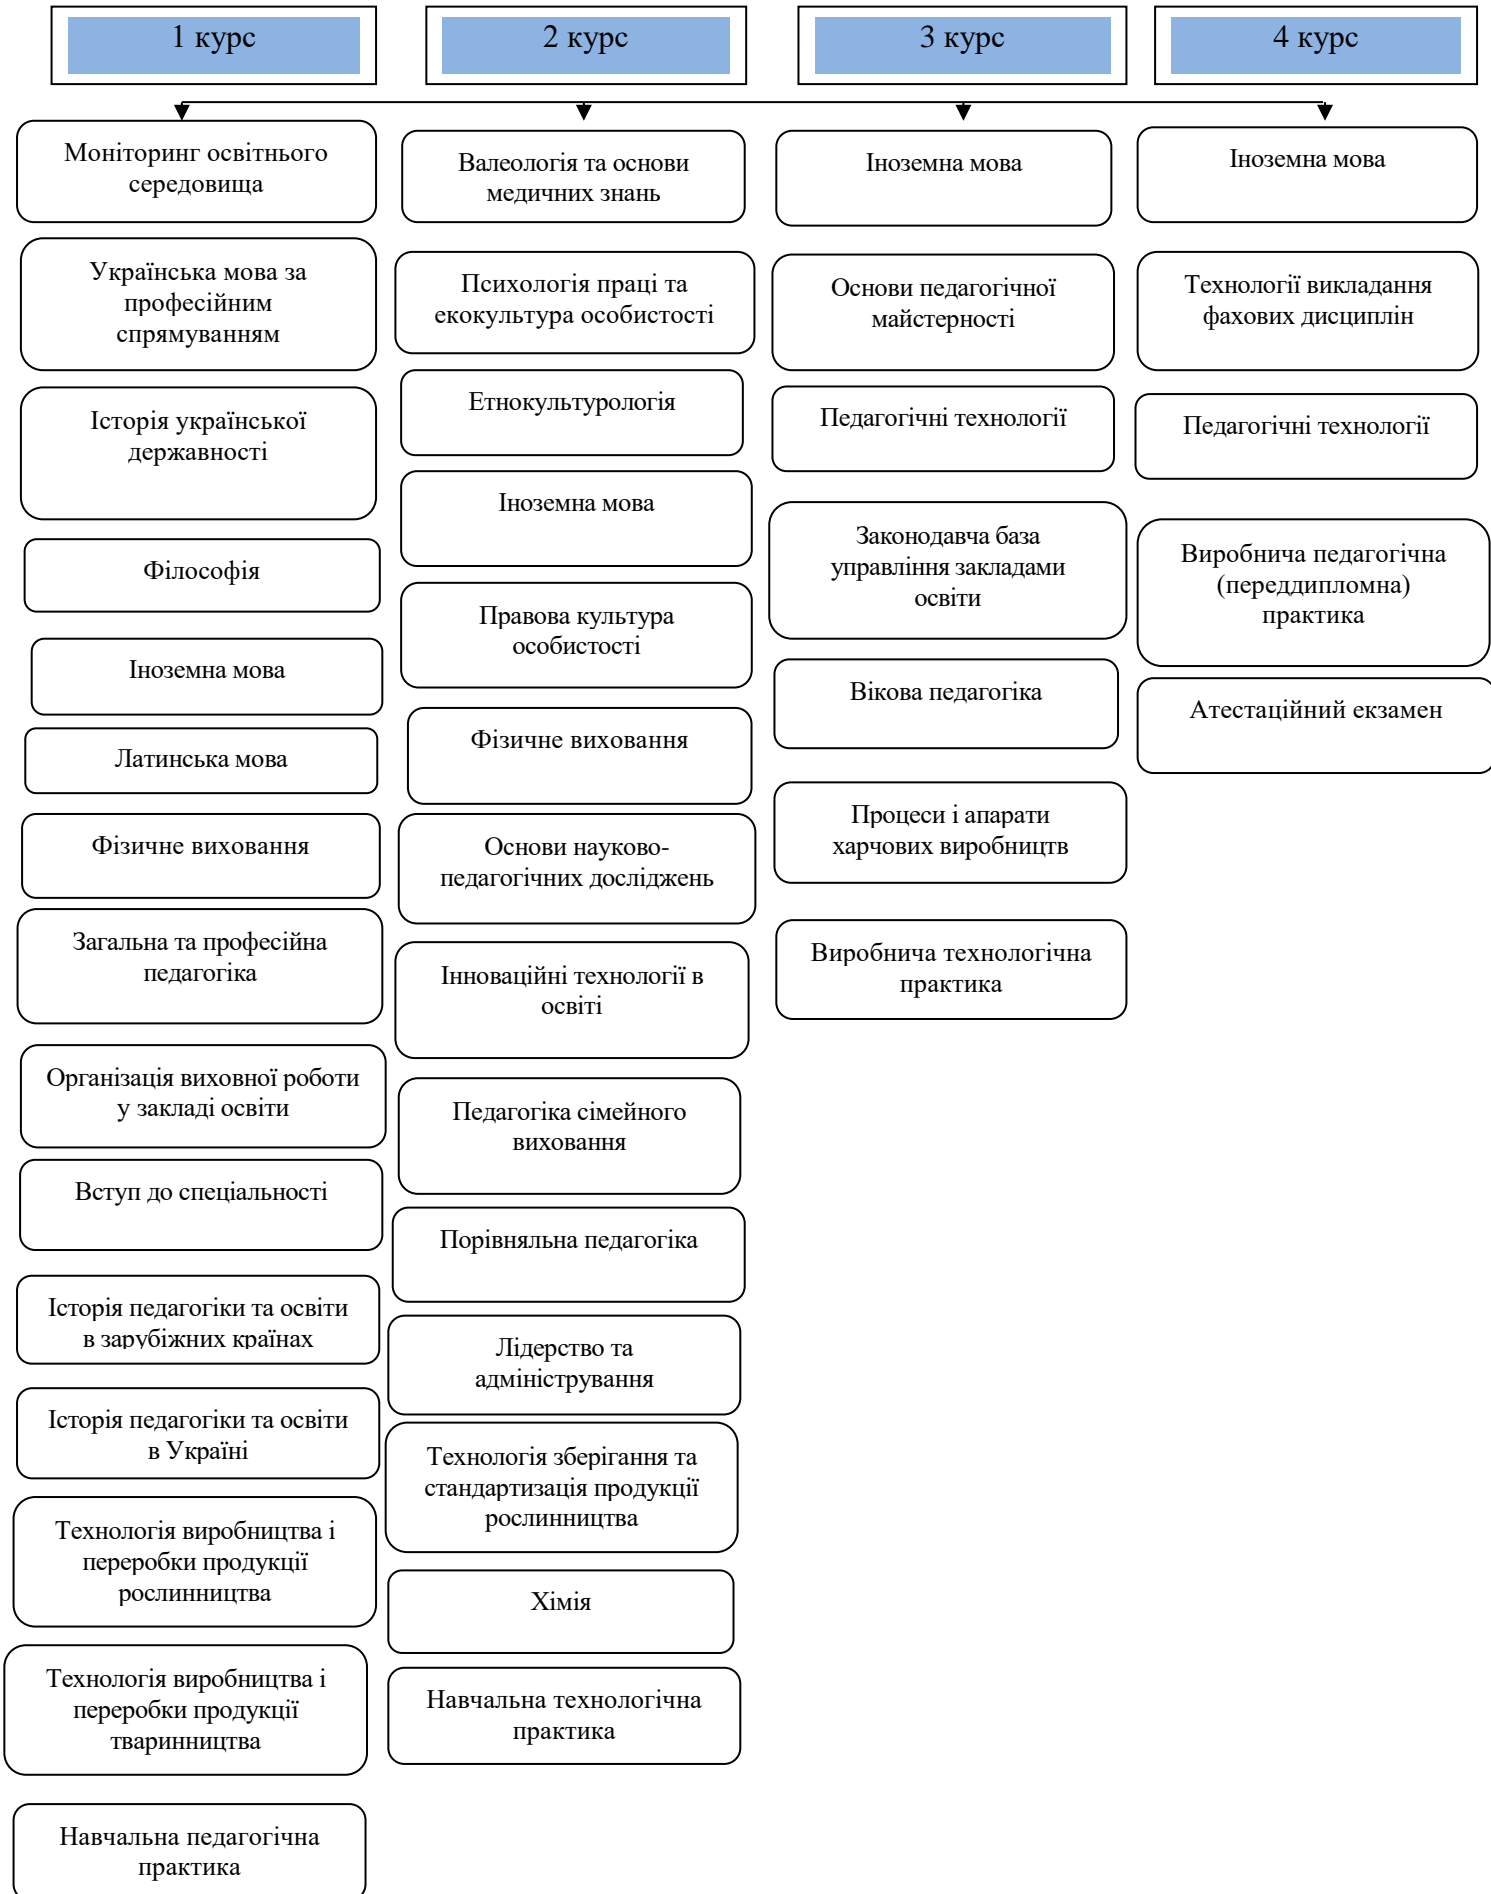 1 курс
2 курс
3 курс
4 курс
Моніторинг освітнього
середовища
Українська мова за
професійним
спрямуванням
Історія української
державності
Філософія
Іноземна мова
Латинська мова
Фізичне виховання
Загальна та професійна
педагогіка
Організація виховної роботи
у закладі освіти
Вступ до спеціальності
Історія педагогіки та освіти
в зарубіжних країнах
Історія педагогіки та освіти
в Україні
Технологія виробництва і
переробки продукції
рослинництва
Технологія виробництва і
переробки продукції
тваринництва
Навчальна педагогічна
практика
Валеологія та основи
медичних знань
Психологія праці та
екокультура особистості
Етнокультурологія
Іноземна мова
Правова культура
особистості
Фізичне виховання
Основи науково-
педагогічних досліджень
Інноваційні технології в
освіті
Педагогіка сімейного
виховання
Порівняльна педагогіка
Лідерство та
адміністрування
Технологія зберігання та
стандартизація продукції
рослинництва
Хімія
Навчальна технологічна
практика
Іноземна мова
Основи педагогічної
майстерності
Педагогічні технології
Законодавча база
управління закладами
освіти
Вікова педагогіка
Процеси і апарати
харчових виробництв
Виробнича технологічна
практика
Іноземна мова
Технології викладання
фахових дисциплін
Педагогічні технології
Виробнича педагогічна
(переддипломна)
практика
Атестаційний екзамен